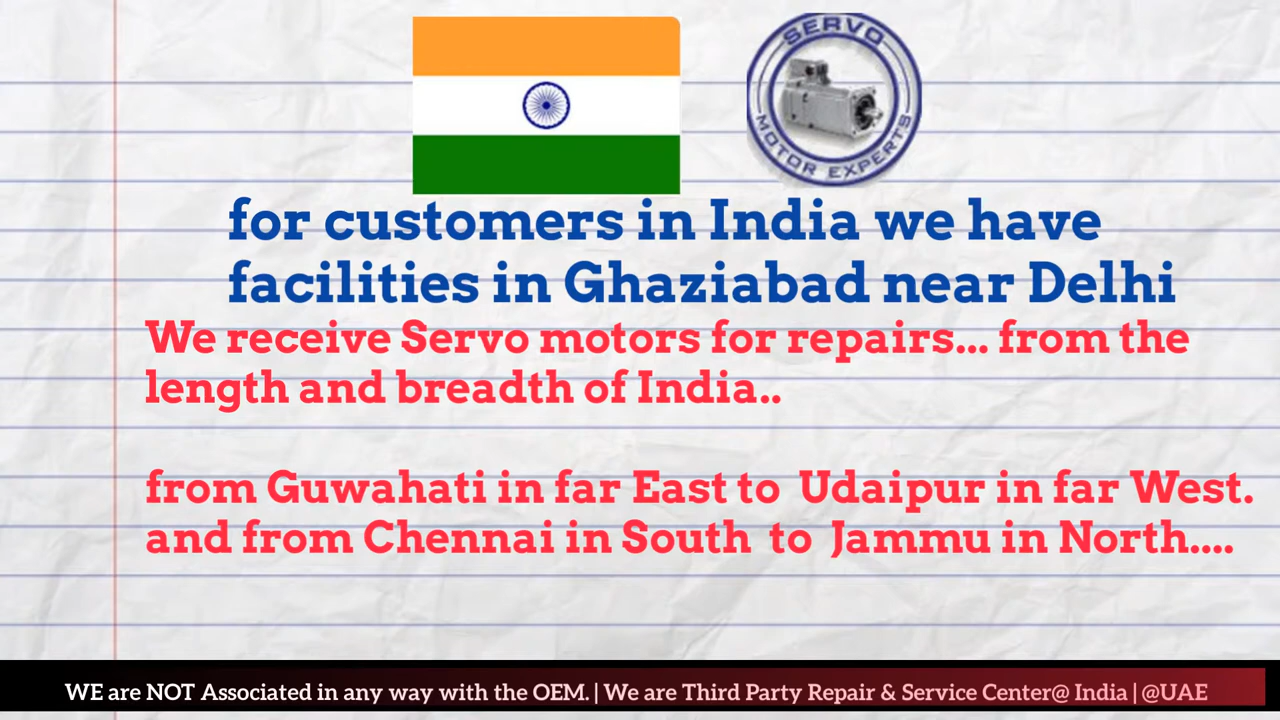 SERVO
MOTOR EXPERTS
for customers in India we have
facilities in Ghaziabad near Delhi
We receive Servo motors for repairs... from the
length and breadth of India..
from Guwahati in far East to Udaipur in far West.
and from Chennai in South to Jammu in North....
WE are NOT Associated in any way with the OEM. | We are Third Party Repair & Service Center@ India | @UAE